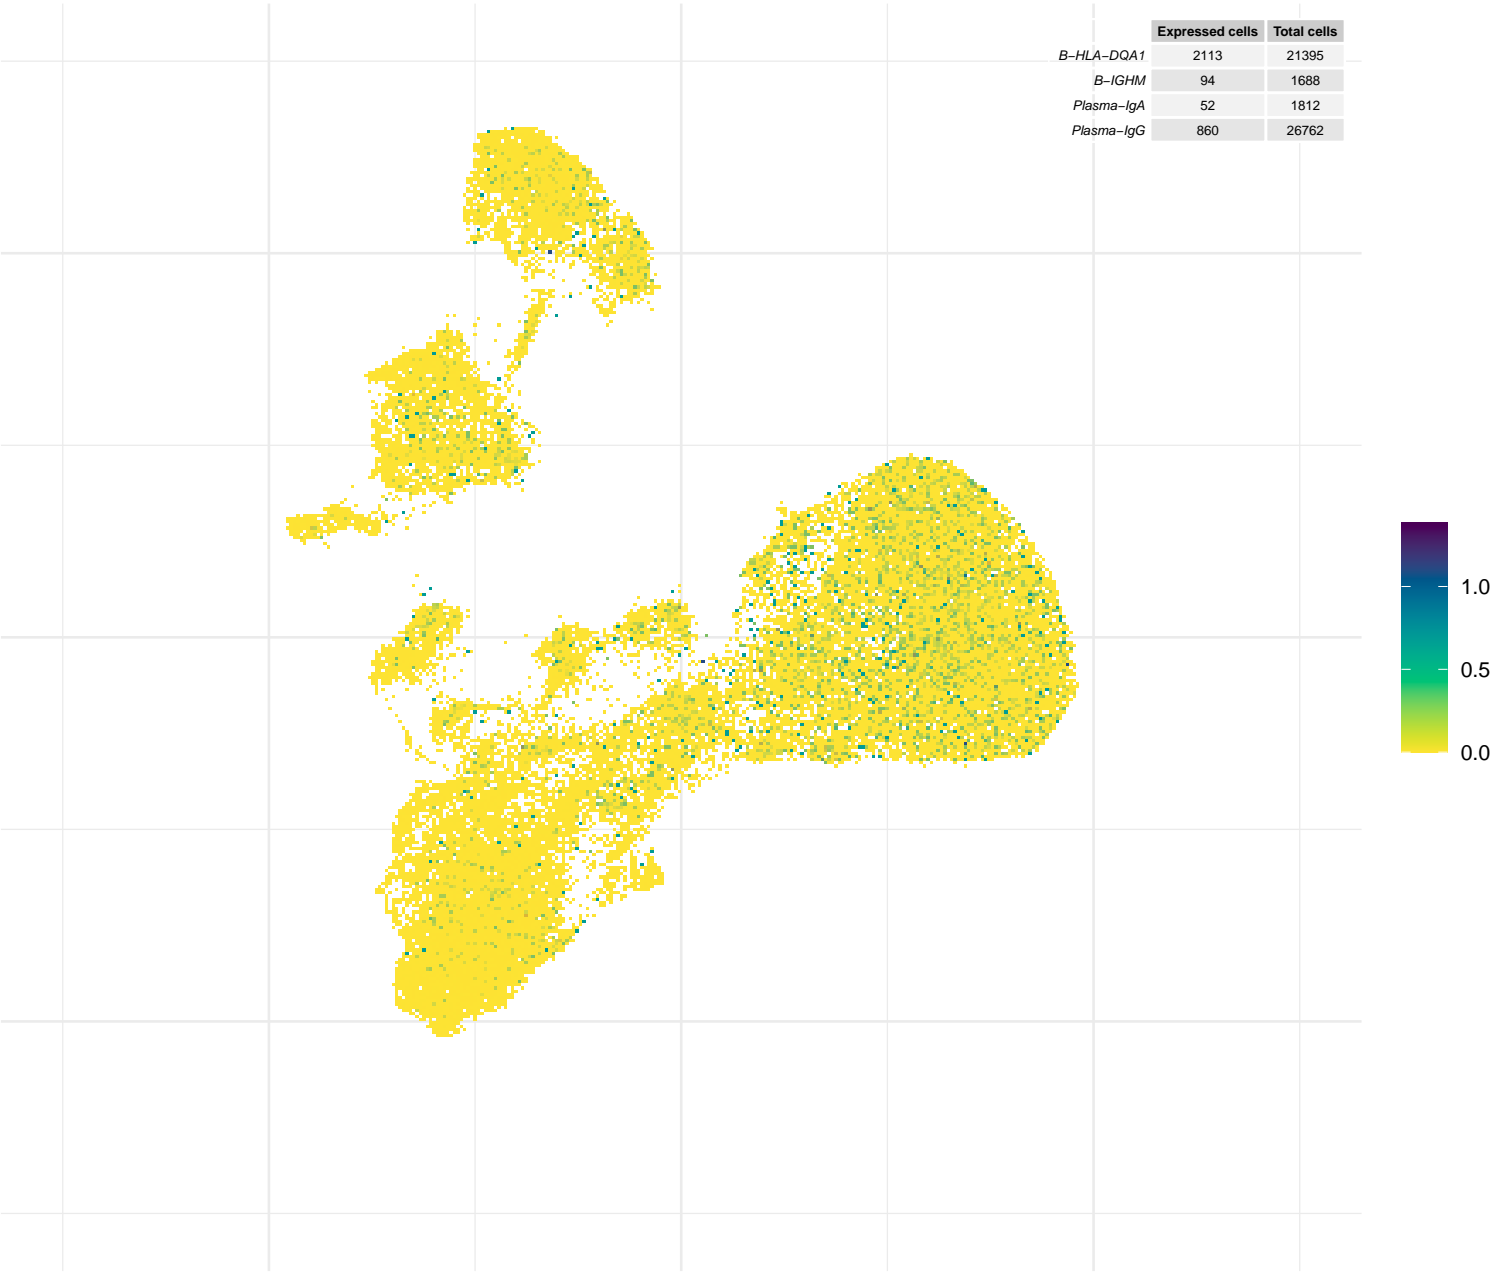 Expressed cells Total cells
B−HLA−DQA1 2113 21395
B−IGHM 94 1688
Plasma−IgA 52 1812
Plasma−IgG 860 26762
1.0
0.5
0.0